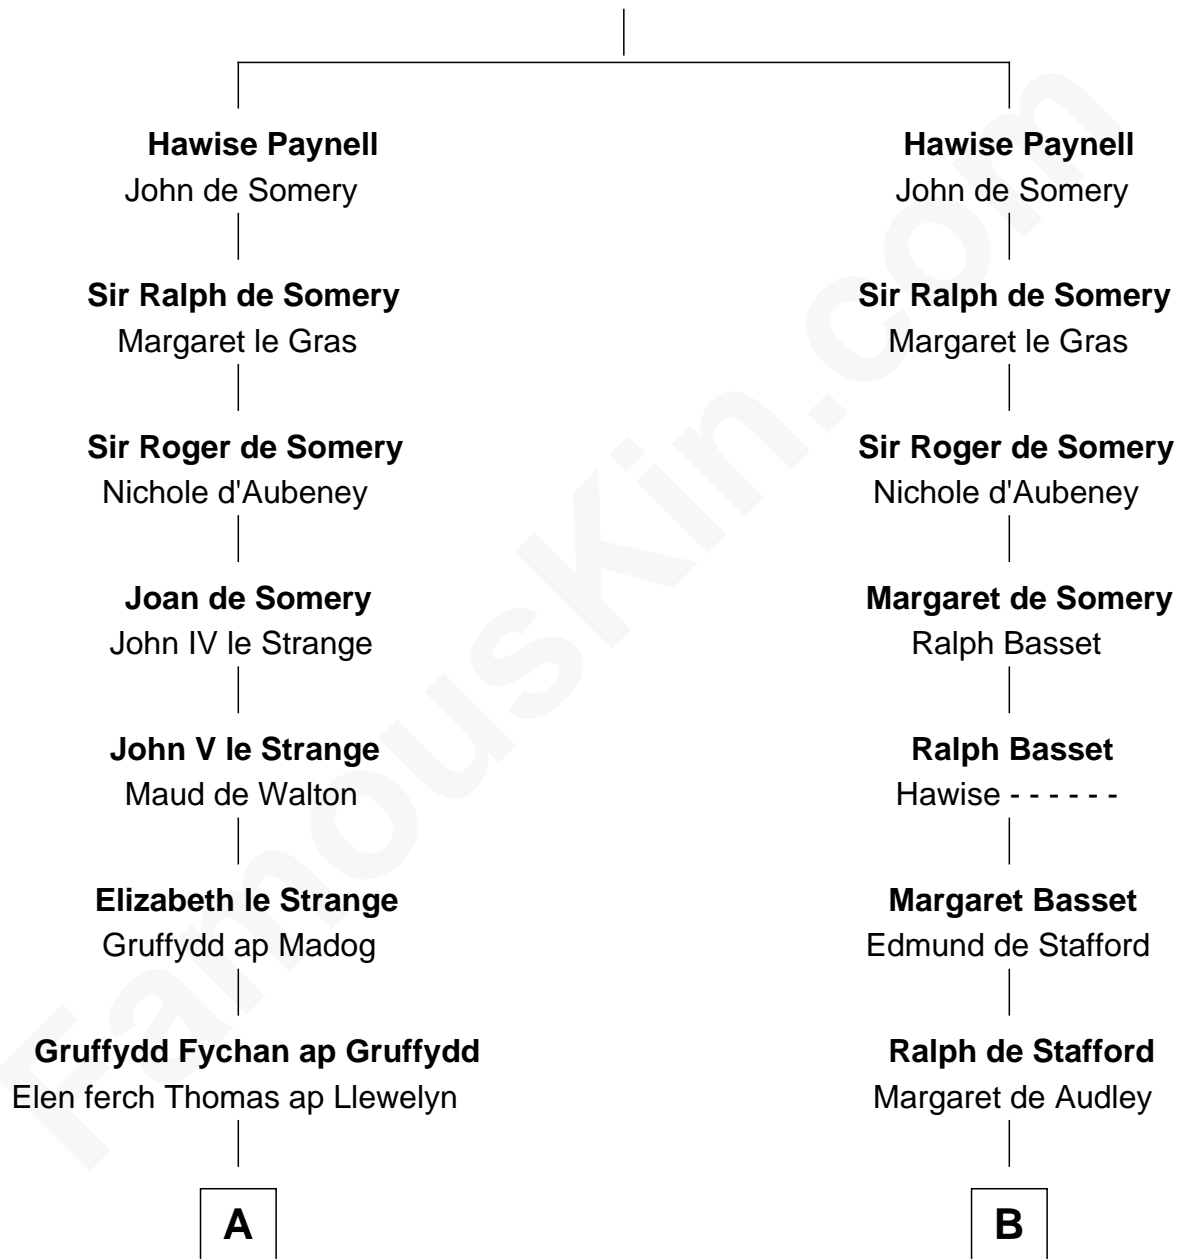 Hawise Paynell
John de Somery
Hawise Paynell
John de Somery
Sir Ralph de Somery
Margaret le Gras
Sir Ralph de Somery
Margaret le Gras
Sir Roger de Somery
Nichole d'Aubeney
Sir Roger de Somery
Nichole d'Aubeney
Joan de Somery
John IV le Strange
Margaret de Somery
Ralph Basset
John V le Strange
Maud de Walton
Ralph Basset
Hawise - - - - - -
Elizabeth le Strange
Gruffydd ap Madog
Margaret Basset
Edmund de Stafford
Gruffydd Fychan ap Gruffydd
Elen ferch Thomas ap Llewelyn
Ralph de Stafford
Margaret de Audley
A
B
FamousKin.com